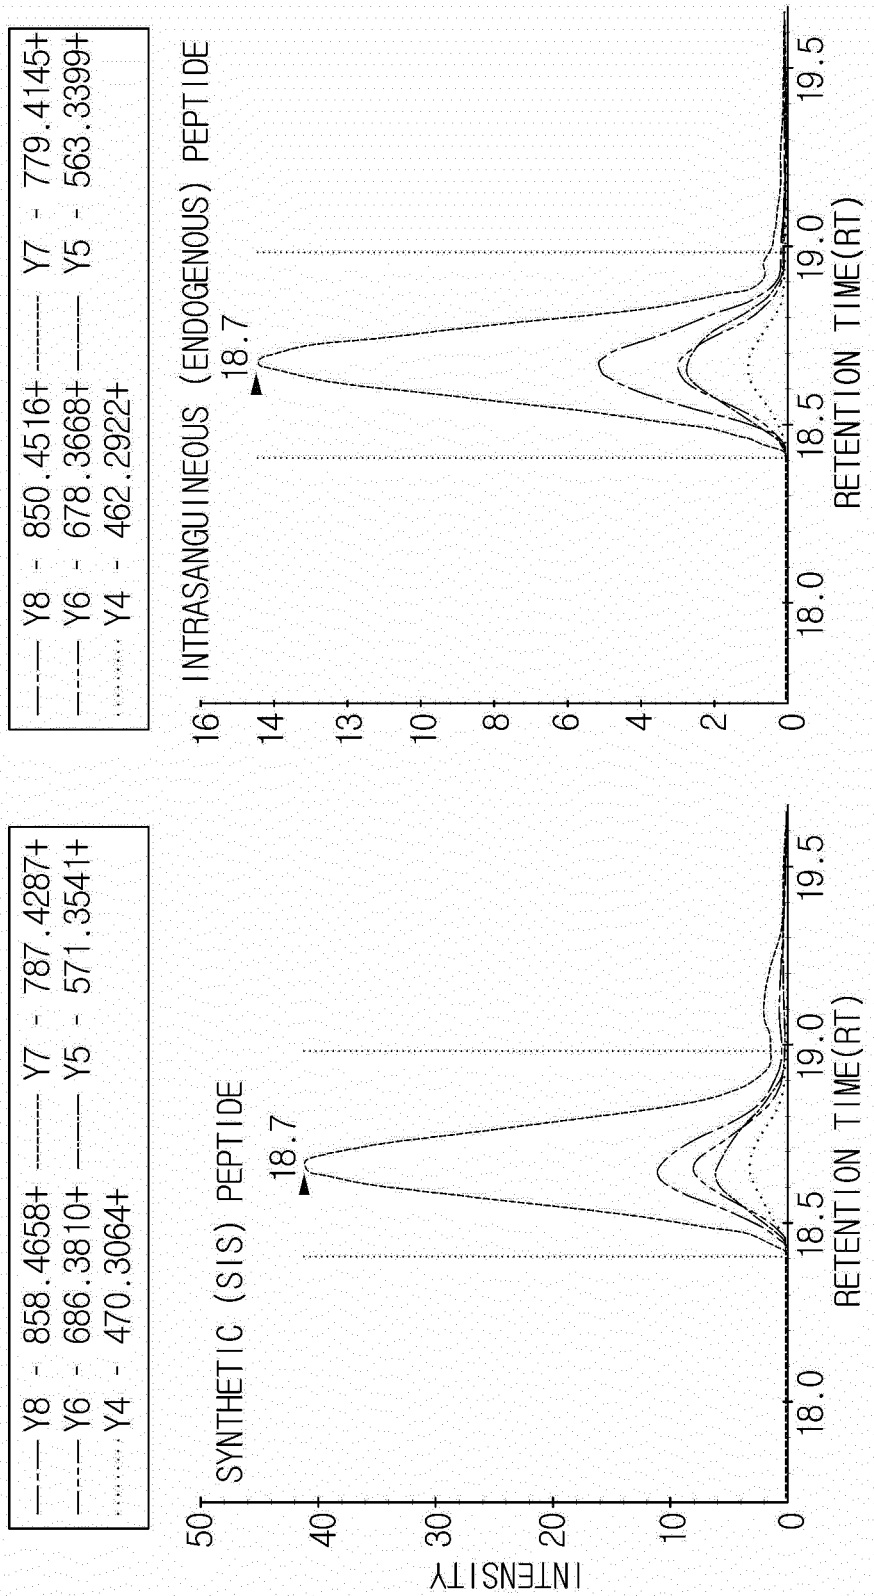 Y8 - 858.4658+ Y7 - 787.4287+
Y6 - 686.3810+ Y5 - 571.3541+
Y4 - 470.3064+
SYNTHETIC (SIS) PEPTIDE
18.7
50
40
30
20
10
0
INTENSITY
18.0 18.5 19.0 19.5
RETENTION TIME(RT)
Y8 - 850.4516+ Y7 - 779.4145+
Y6 - 678.3668+ Y5 - 563.3399+
Y4 - 462.2922+
INTRASANGUINEOUS (ENDOGENOUS) PEPTIDE
18.7
16
14
13
10
8
6
4
2
0
18.0 18.5 19.0 19.5
RETENTION TIME(RT)